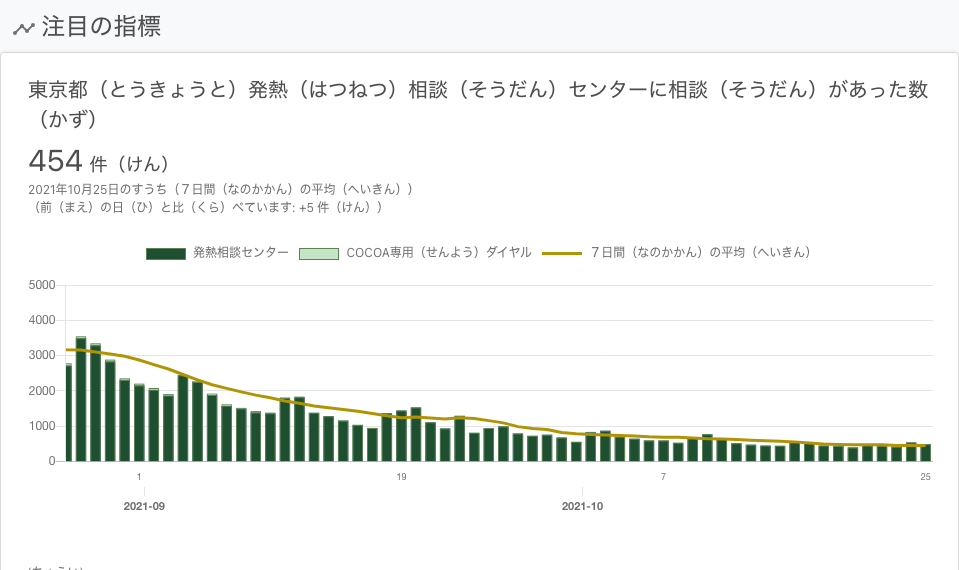 注目の指標
東京都（とうきょうと）発熱（はつねつ）相談（そうだん）センターに相談（そうだん）があった数
（かず）
454 件（けん）
2021年10月25日のすうち（７日間（なのかかん）の平均（へいきん））
（前（まえ）の日（ひ）と比（くら）べています: +5 件（けん））
発熱相談センター COCOA専用（せんよう）ダイヤル ７日間（なのかかん）の平均（へいきん）
5000
4000
3000
2000
1000
0
1 19 7 25
2021-09 2021-10